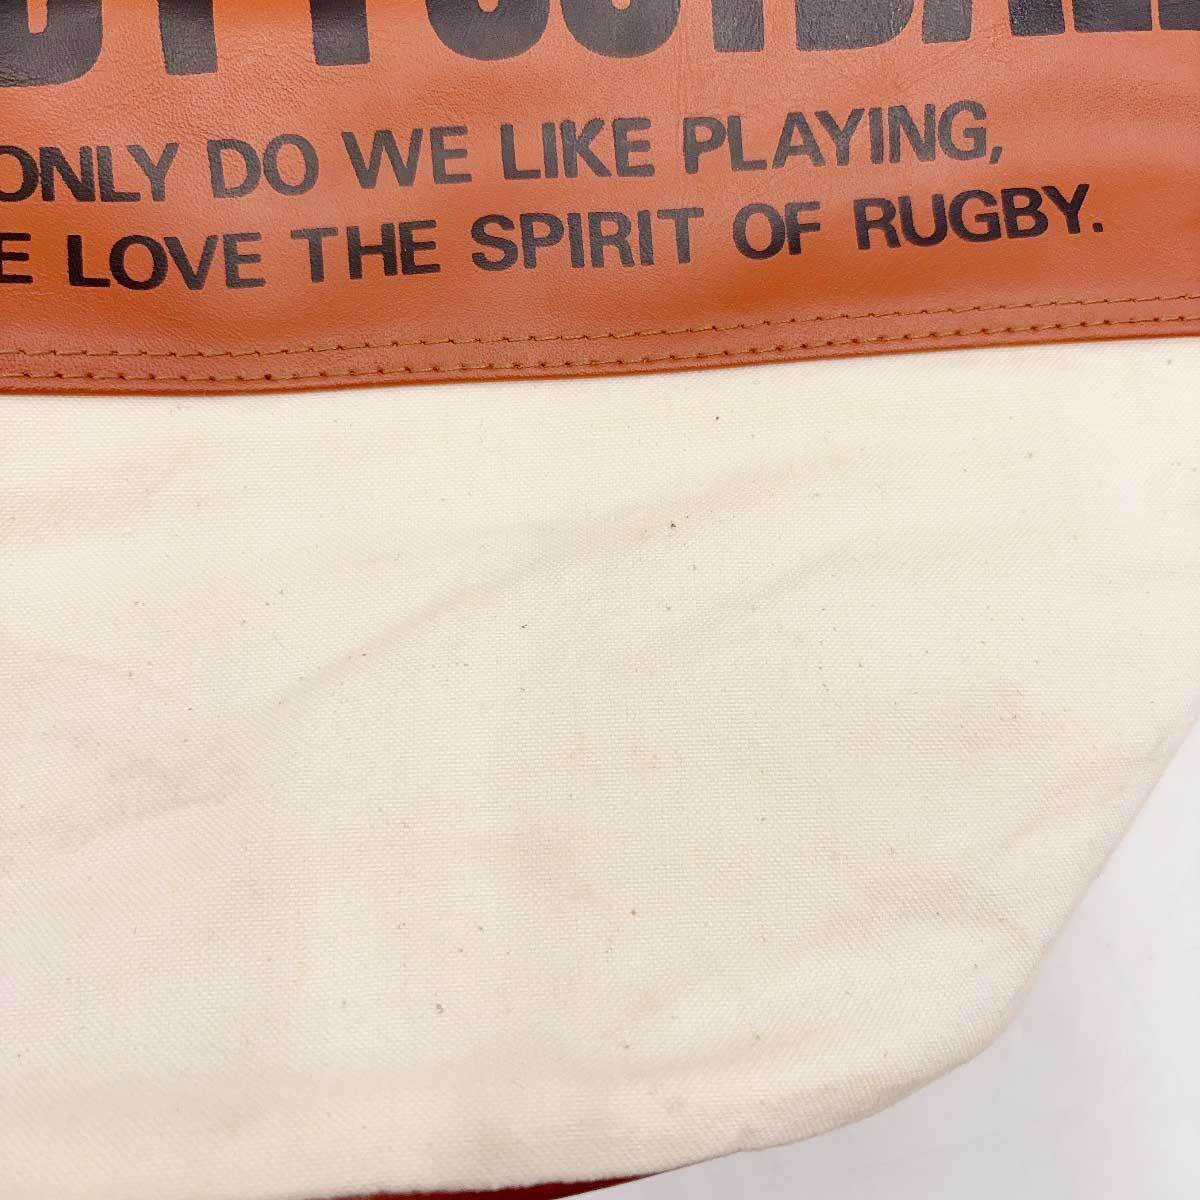 ONLY DO WE LIKE PLAYING,
E LOVE THE SPIRIT OF RUGBY.